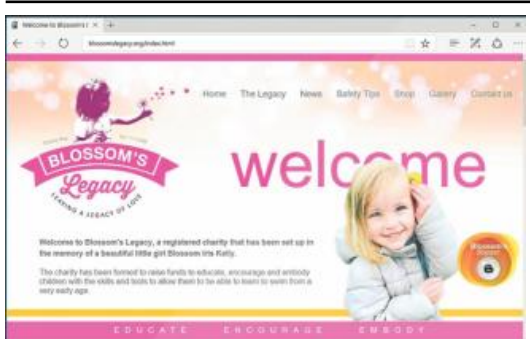 Welcome to Blossom's L
blossomslegacy.org/index.html
Home The Legacy News Safety Tips Shop Gallery Contact us
BLOSSOM'S
Legacy
LEAVING A LEGACY OF LOVE
welcome
Welcome to Blossom's Legacy, a registered charity that has been set up in
the memory of a beautiful little girl Blossom Iris Kelly.
The charity has been formed to raise funds to educate, encourage and embody
children with the skills and tools to allow them to be able to learn to swim from a
very early age.
EDUCATE ENCOURAGE EMBODY